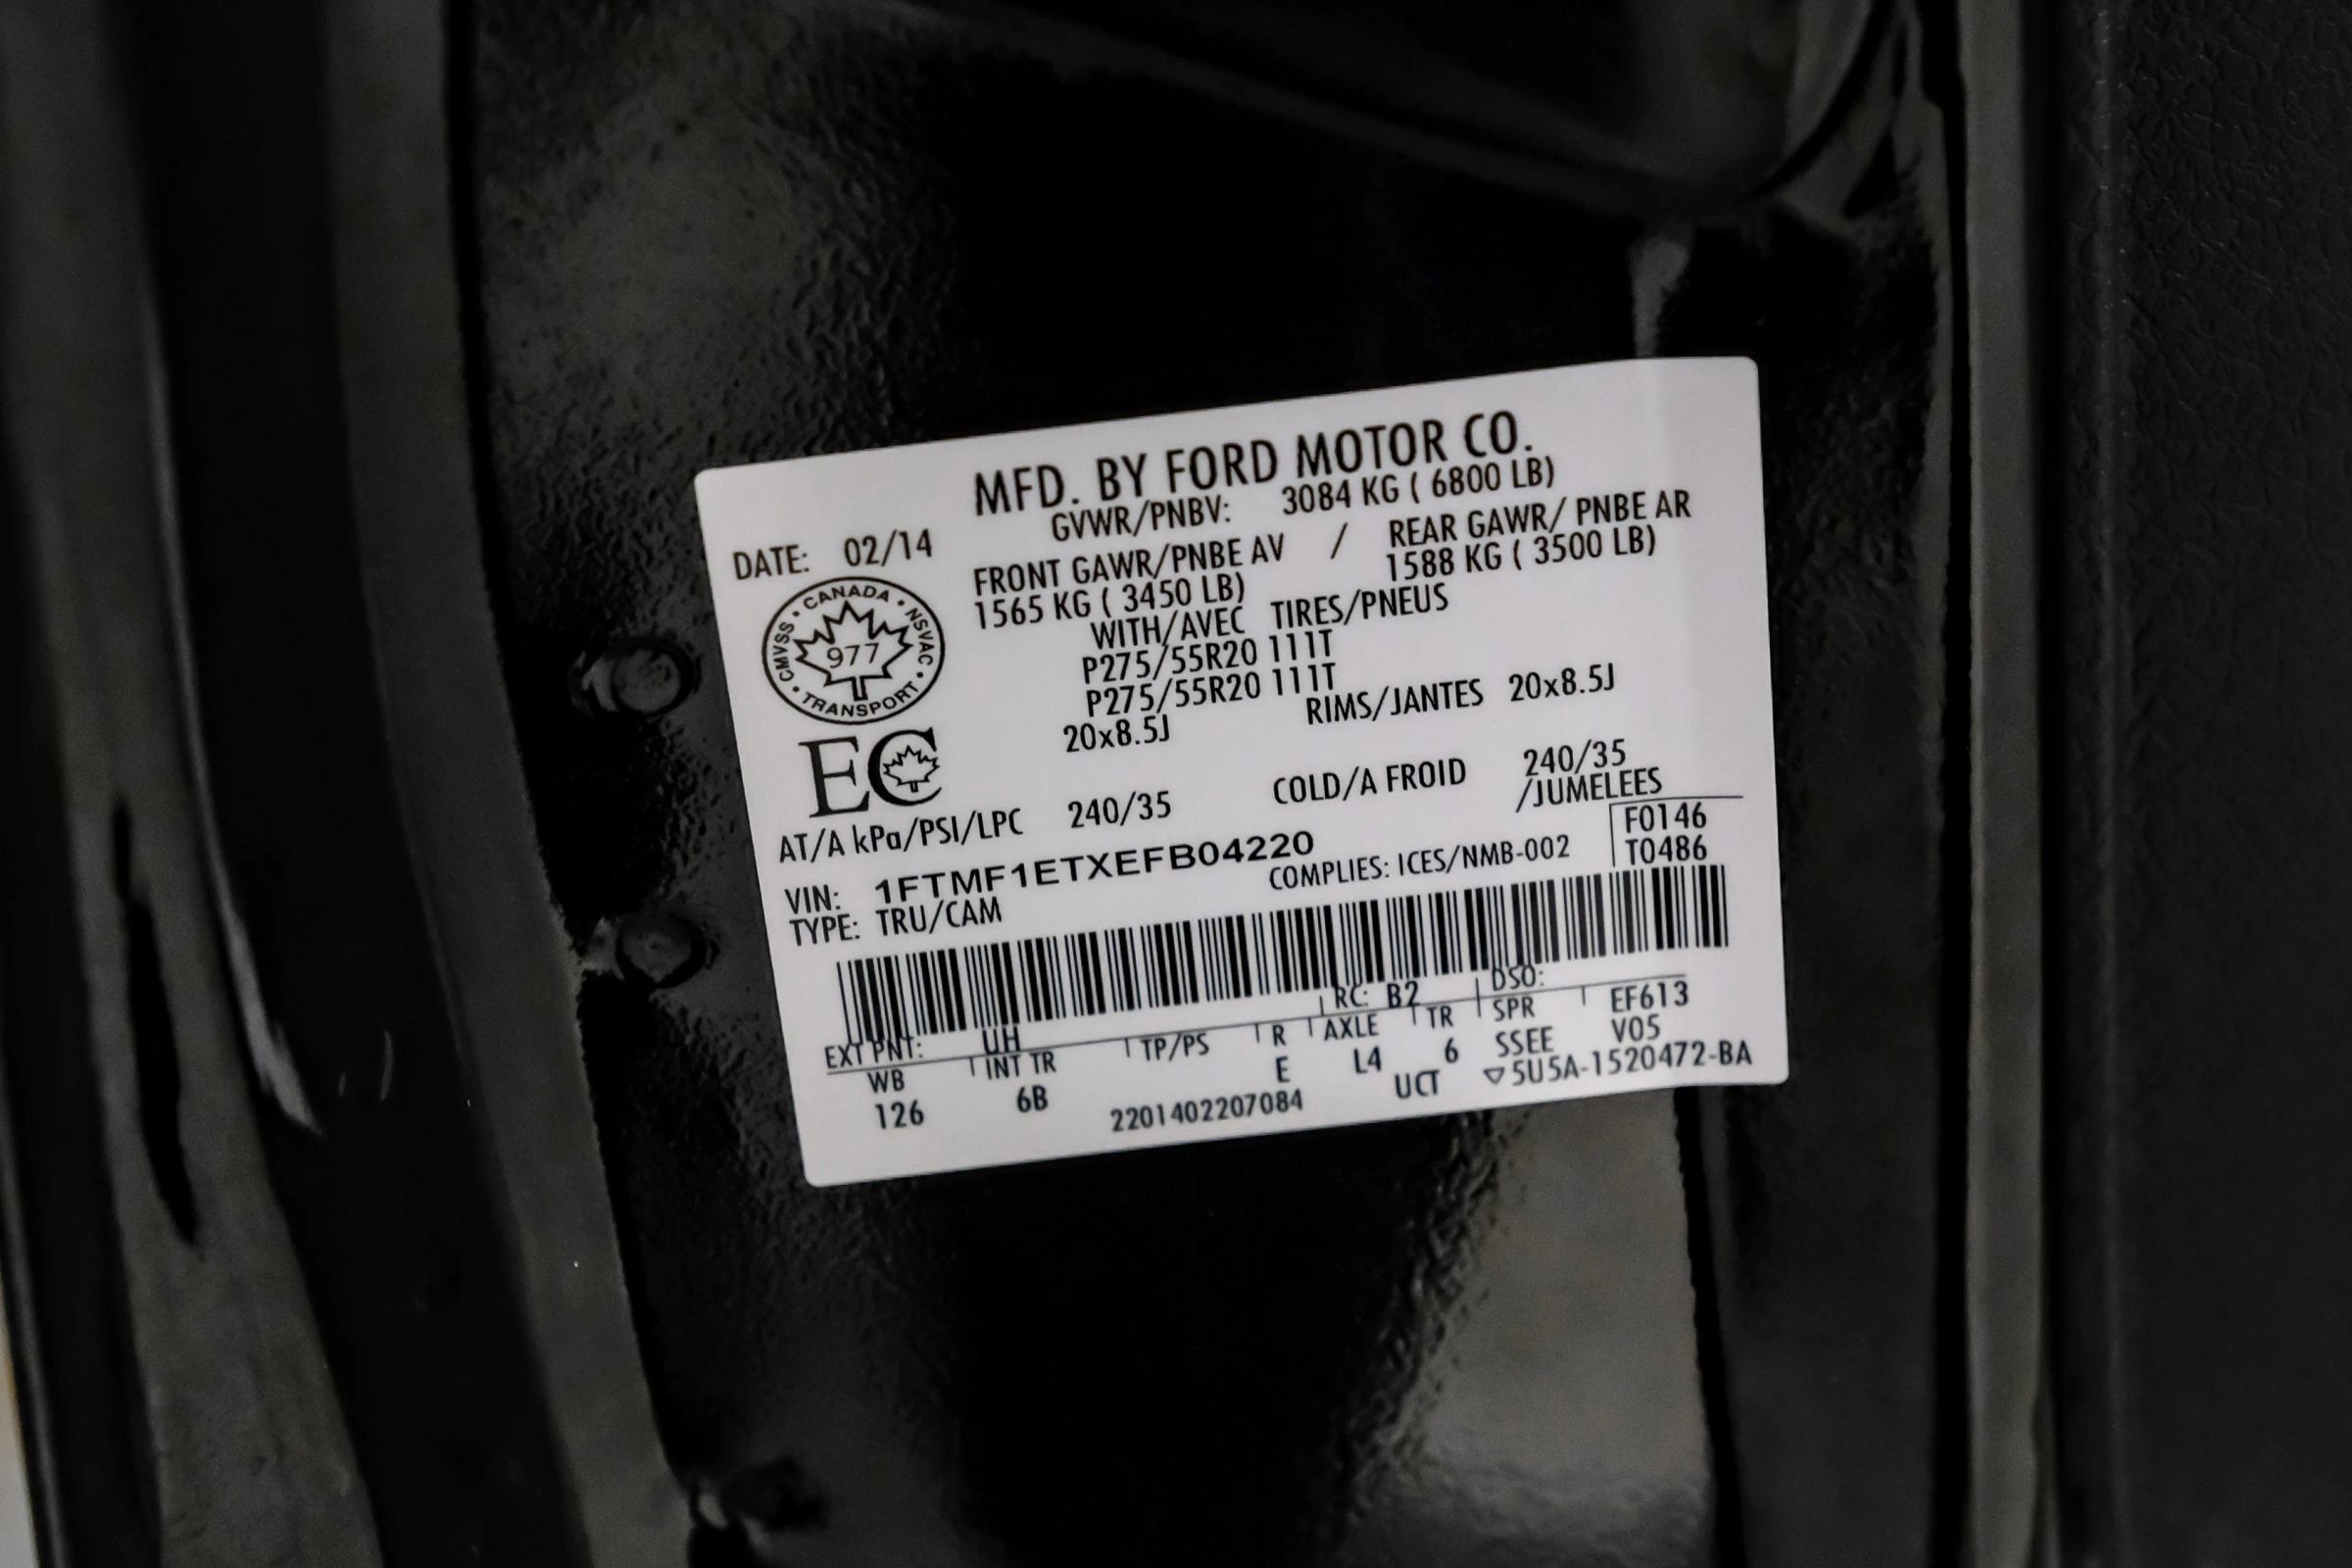 MFD. BY FORD MOTOR CO.
GVWR/PNBV: 3084 KG ( 6800 LB)
DATE: 02/14
FRONT GAWR/PNBE AV / REAR GAWR/ PNBE AR
1565 KG ( 3450 LB) 1588 KG ( 3500 LB)
WITH/AVEC TIRES/PNEUS
P275/55R20 111T
P275/55R20 111T
20x8.5J RIMS/JANTES 20x8.5J
CANADA • NSVAC • TRANSPORT • CMVSS •
977
EC
AT/A kPa/PSI/LPC 240/35 COLD/A FROID 240/35
/JUMELEES
VIN: 1FTMF1ETXEFB04220
COMPLIES: ICES/NMB-002
F0146
T0486
TYPE: TRU/CAM
EXT PNT: UH RC: B2 DSO:
WB INT TR TP/PS R AXLE TR SPR EF613
126 6B E L4 6 SSEE V05
2201402207084 UCT ▽5U5A-1520472-BA